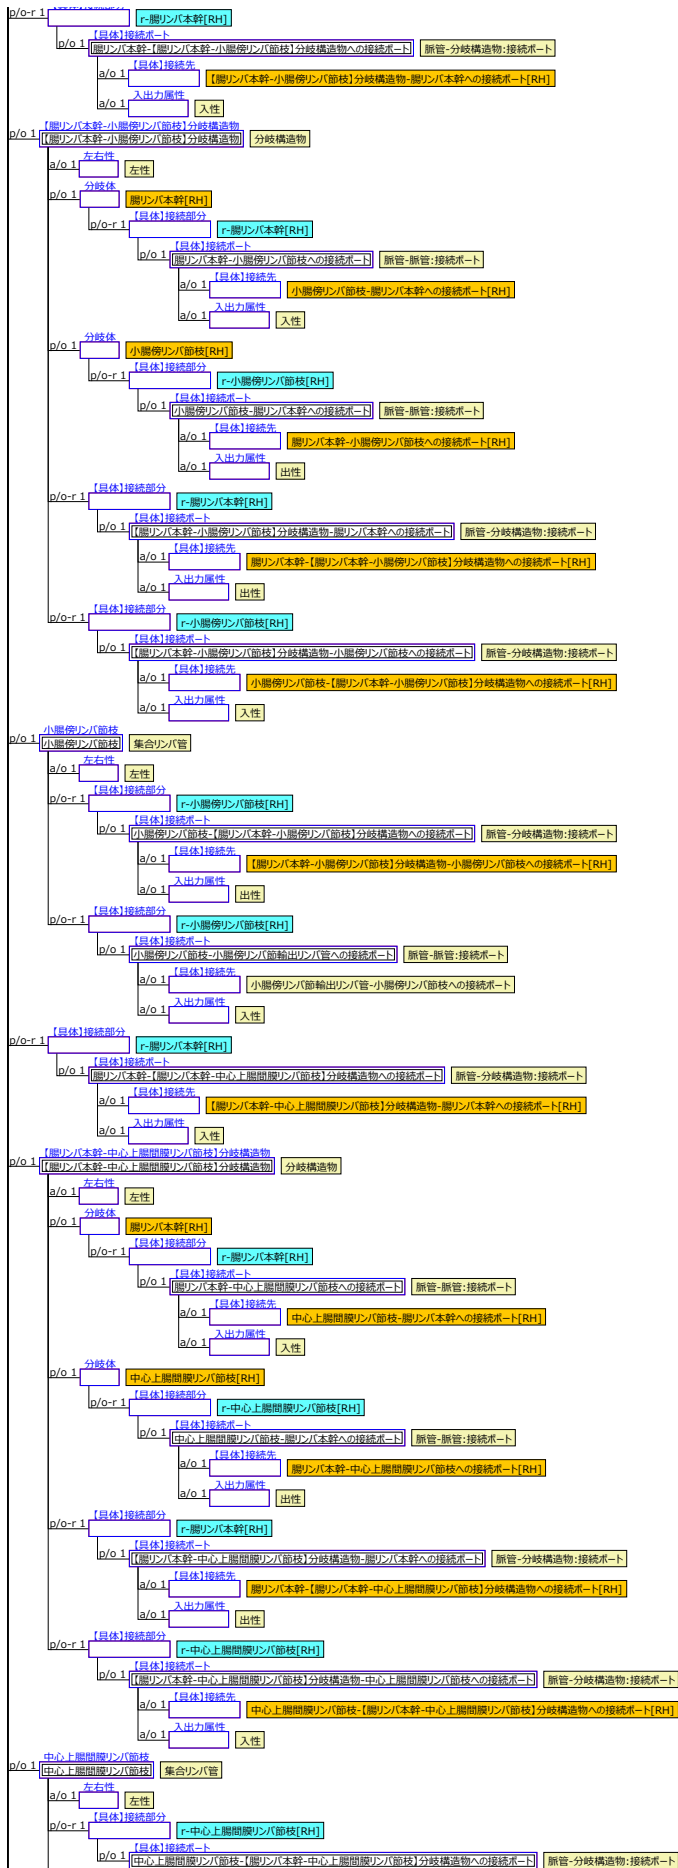 【具体】接続部分
p/o-r 1 r-腸リンパ本幹[RH]
【具体】接続ポート
p/o 1 腸リンパ本幹-【腸リンパ本幹-小腸傍リンパ節枝】分岐構造物への接続ポート 脈管-分岐構造物:接続ポート
【具体】接続先
a/o 1 【腸リンパ本幹-小腸傍リンパ節枝】分岐構造物-腸リンパ本幹への接続ポート[RH]
入出力属性
a/o 1 入性
【腸リンパ本幹-小腸傍リンパ節枝】分岐構造物
p/o 1 【腸リンパ本幹-小腸傍リンパ節枝】分岐構造物 分岐構造物
左右性
a/o 1 左性
分岐体
p/o 1 腸リンパ本幹[RH]
【具体】接続部分
p/o-r 1 r-腸リンパ本幹[RH]
【具体】接続ポート
p/o 1 腸リンパ本幹-小腸傍リンパ節枝への接続ポート 脈管-脈管:接続ポート
【具体】接続先
a/o 1 小腸傍リンパ節枝-腸リンパ本幹への接続ポート[RH]
入出力属性
a/o 1 入性
分岐体
p/o 1 小腸傍リンパ節枝[RH]
【具体】接続部分
p/o-r 1 r-小腸傍リンパ節枝[RH]
【具体】接続ポート
p/o 1 小腸傍リンパ節枝-腸リンパ本幹への接続ポート 脈管-脈管:接続ポート
【具体】接続先
a/o 1 腸リンパ本幹-小腸傍リンパ節枝への接続ポート[RH]
入出力属性
a/o 1 出性
【具体】接続部分
p/o-r 1 r-腸リンパ本幹[RH]
【具体】接続ポート
p/o 1 【腸リンパ本幹-小腸傍リンパ節枝】分岐構造物-腸リンパ本幹への接続ポート 脈管-分岐構造物:接続ポート
【具体】接続先
a/o 1 腸リンパ本幹-【腸リンパ本幹-小腸傍リンパ節枝】分岐構造物への接続ポート[RH]
入出力属性
a/o 1 出性
【具体】接続部分
p/o-r 1 r-小腸傍リンパ節枝[RH]
【具体】接続ポート
p/o 1 【腸リンパ本幹-小腸傍リンパ節枝】分岐構造物-小腸傍リンパ節枝への接続ポート 脈管-分岐構造物:接続ポート
【具体】接続先
a/o 1 小腸傍リンパ節枝-【腸リンパ本幹-小腸傍リンパ節枝】分岐構造物への接続ポート[RH]
入出力属性
a/o 1 入性
小腸傍リンパ節枝
p/o 1 小腸傍リンパ節枝 集合リンパ管
左右性
a/o 1 左性
【具体】接続部分
p/o-r 1 r-小腸傍リンパ節枝[RH]
【具体】接続ポート
p/o 1 小腸傍リンパ節枝-【腸リンパ本幹-小腸傍リンパ節枝】分岐構造物への接続ポート 脈管-分岐構造物:接続ポート
【具体】接続先
a/o 1 【腸リンパ本幹-小腸傍リンパ節枝】分岐構造物-小腸傍リンパ節枝への接続ポート[RH]
入出力属性
a/o 1 出性
【具体】接続部分
p/o-r 1 r-小腸傍リンパ節枝[RH]
【具体】接続ポート
p/o 1 小腸傍リンパ節枝-小腸傍リンパ節輸出リンパ管への接続ポート 脈管-脈管:接続ポート
【具体】接続先
a/o 1 小腸傍リンパ節輸出リンパ管-小腸傍リンパ節枝への接続ポート
入出力属性
a/o 1 入性
【具体】接続部分
p/o-r 1 r-腸リンパ本幹[RH]
【具体】接続ポート
p/o 1 腸リンパ本幹-【腸リンパ本幹-中心上腸間膜リンパ節枝】分岐構造物への接続ポート 脈管-分岐構造物:接続ポート
【具体】接続先
a/o 1 【腸リンパ本幹-中心上腸間膜リンパ節枝】分岐構造物-腸リンパ本幹への接続ポート[RH]
入出力属性
a/o 1 入性
【腸リンパ本幹-中心上腸間膜リンパ節枝】分岐構造物
p/o 1 【腸リンパ本幹-中心上腸間膜リンパ節枝】分岐構造物 分岐構造物
左右性
a/o 1 左性
分岐体
p/o 1 腸リンパ本幹[RH]
【具体】接続部分
p/o-r 1 r-腸リンパ本幹[RH]
【具体】接続ポート
p/o 1 腸リンパ本幹-中心上腸間膜リンパ節枝への接続ポート 脈管-脈管:接続ポート
【具体】接続先
a/o 1 中心上腸間膜リンパ節枝-腸リンパ本幹への接続ポート[RH]
入出力属性
a/o 1 入性
分岐体
p/o 1 中心上腸間膜リンパ節枝[RH]
【具体】接続部分
p/o-r 1 r-中心上腸間膜リンパ節枝[RH]
【具体】接続ポート
p/o 1 中心上腸間膜リンパ節枝-腸リンパ本幹への接続ポート 脈管-脈管:接続ポート
【具体】接続先
a/o 1 腸リンパ本幹-中心上腸間膜リンパ節枝への接続ポート[RH]
入出力属性
a/o 1 出性
【具体】接続部分
p/o-r 1 r-腸リンパ本幹[RH]
【具体】接続ポート
p/o 1 【腸リンパ本幹-中心上腸間膜リンパ節枝】分岐構造物-腸リンパ本幹への接続ポート 脈管-分岐構造物:接続ポート
【具体】接続先
a/o 1 腸リンパ本幹-【腸リンパ本幹-中心上腸間膜リンパ節枝】分岐構造物への接続ポート[RH]
入出力属性
a/o 1 出性
【具体】接続部分
p/o-r 1 r-中心上腸間膜リンパ節枝[RH]
【具体】接続ポート
p/o 1 【腸リンパ本幹-中心上腸間膜リンパ節枝】分岐構造物-中心上腸間膜リンパ節枝への接続ポート 脈管-分岐構造物:接続ポート
【具体】接続先
a/o 1 中心上腸間膜リンパ節枝-【腸リンパ本幹-中心上腸間膜リンパ節枝】分岐構造物への接続ポート[RH]
入出力属性
a/o 1 入性
中心上腸間膜リンパ節枝
p/o 1 中心上腸間膜リンパ節枝 集合リンパ管
左右性
a/o 1 左性
【具体】接続部分
p/o-r 1 r-中心上腸間膜リンパ節枝[RH]
【具体】接続ポート
p/o 1 中心上腸間膜リンパ節枝-【腸リンパ本幹-中心上腸間膜リンパ節枝】分岐構造物への接続ポート 脈管-分岐構造物:接続ポート